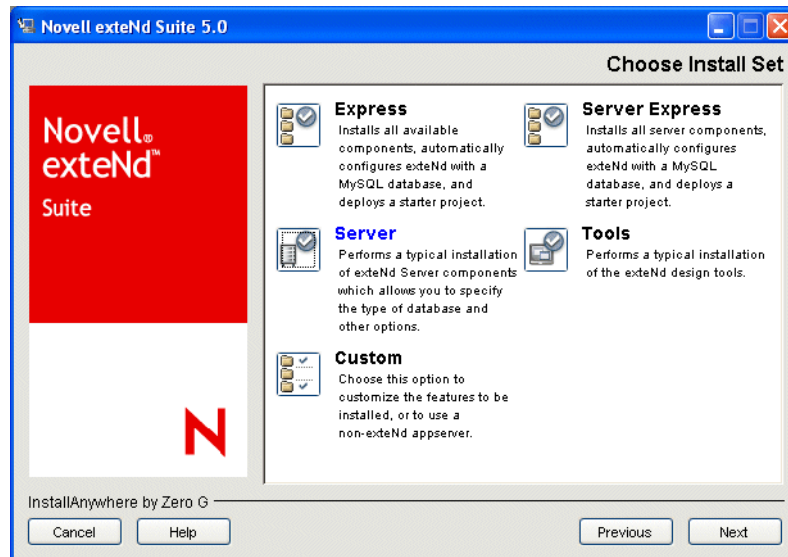 Novell exteNd Suite 5.0
Choose Install Set
Novell®
exteNd™
Suite
Express
Installs all available
components, automatically
configures exteNd with a
MySQL database, and
deploys a starter project.
Server Express
Installs all server components,
automatically configures
exteNd with a MySQL
database, and deploys a
starter project.
Server
Performs a typical installation
of exteNd Server components
which allows you to specify
the type of database and
other options.
Tools
Performs a typical installation
of the exteNd design tools.
Custom
Choose this option to
customize the features to be
installed, or to use a
non-exteNd appserver.
N
InstallAnywhere by Zero G
Cancel
Help
Previous
Next